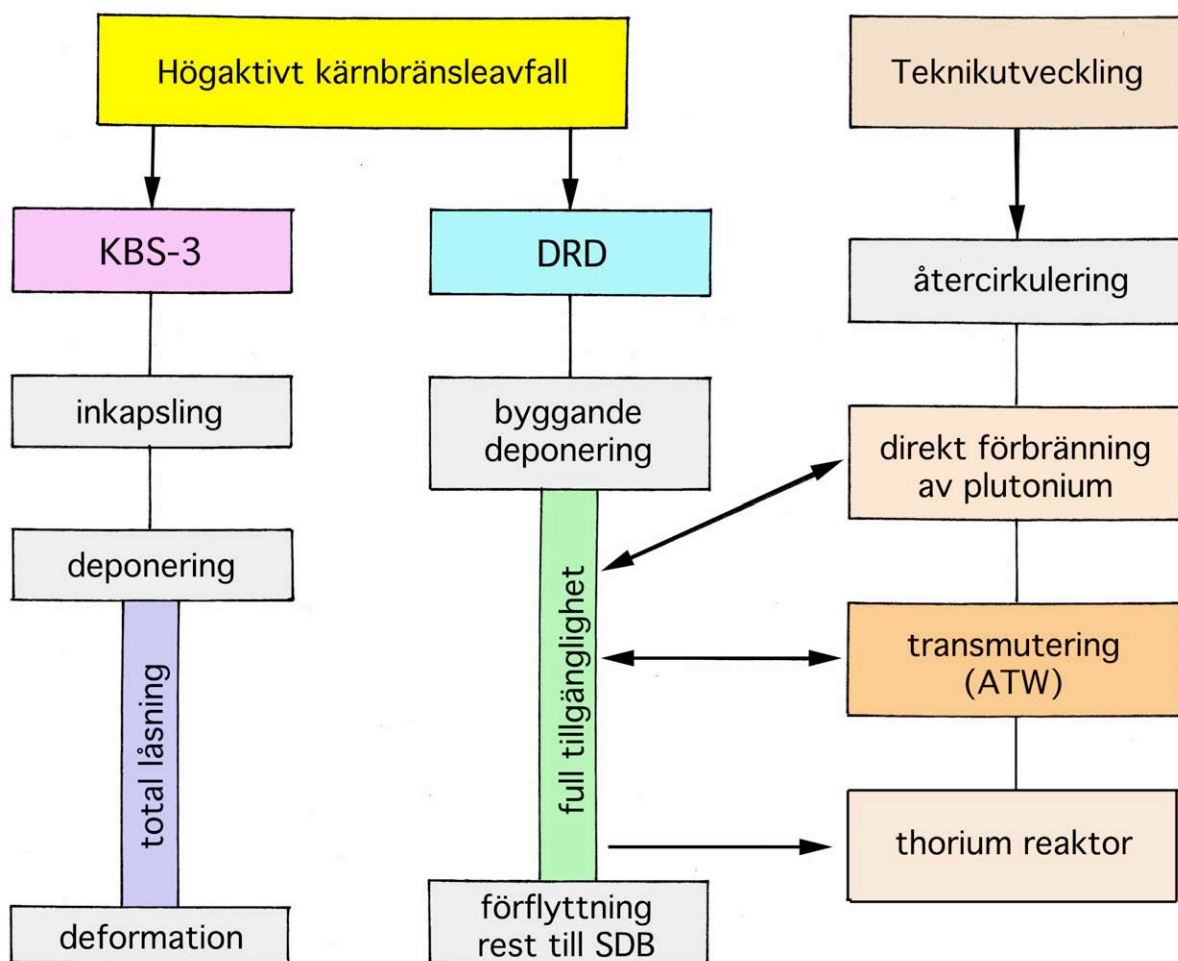 Högaktivt kärnbränsleavfall
Teknikutveckling
KBS-3
DRD
återcirkulering
inkapsling
byggande
deponering
direkt förbränning
av plutonium
deponering
total låsning
full tillgänglighet
transmutering
(ATW)
thorium reaktor
deformation
förflyttning
rest till SDB